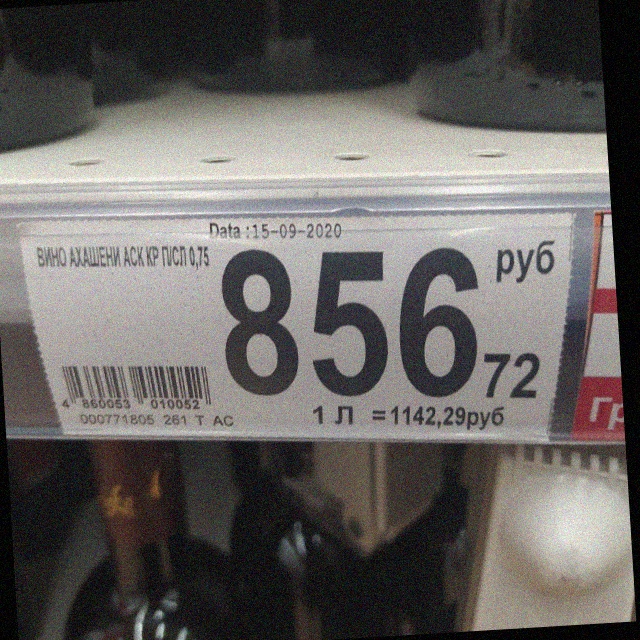 Data :15-09-2020
ВИНО АХАШЕНИ АСК КР П/СЛ 0,75
856 72 руб
4 860053 010052
000771805 261 T AC
1 Л =1142,29руб
Гр